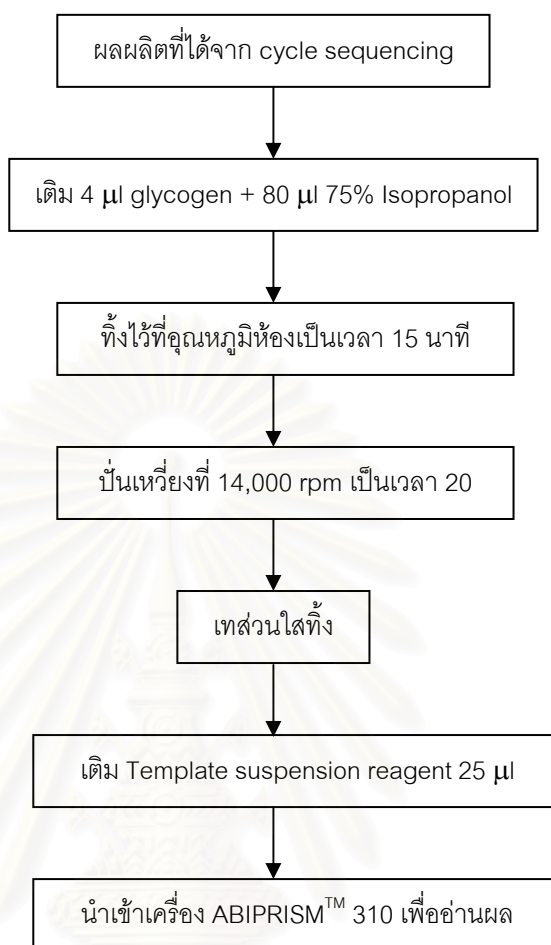 ผลผลิตที่ได้จาก cycle sequencing
เติม 4 µl glycogen + 80 µl 75% Isopropanol
ทิ้งไว้ที่อุณหภูมิห้องเป็นเวลา 15 นาที
ปั่นเหวี่ยงที่ 14,000 rpm เป็นเวลา 20
เทส่วนใสทิ้ง
เติม Template suspension reagent 25 µl
นำเข้าเครื่อง ABIPRISM™ 310 เพื่ออ่านผล